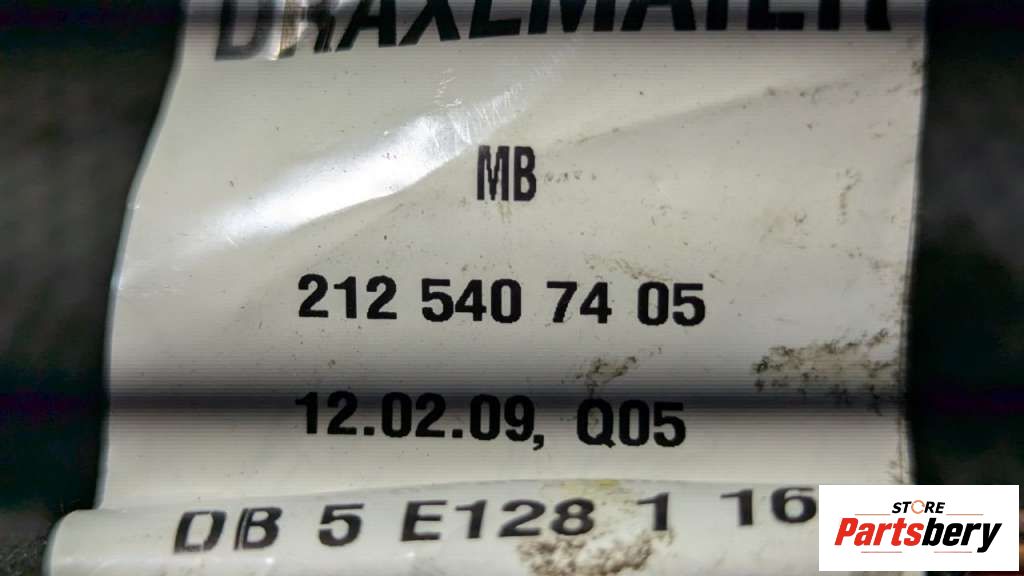 DRAXLMAIER
MB
212 540 74 05
12.02.09, Q05
DB 5 E128 1 16
STORE
Partsbery